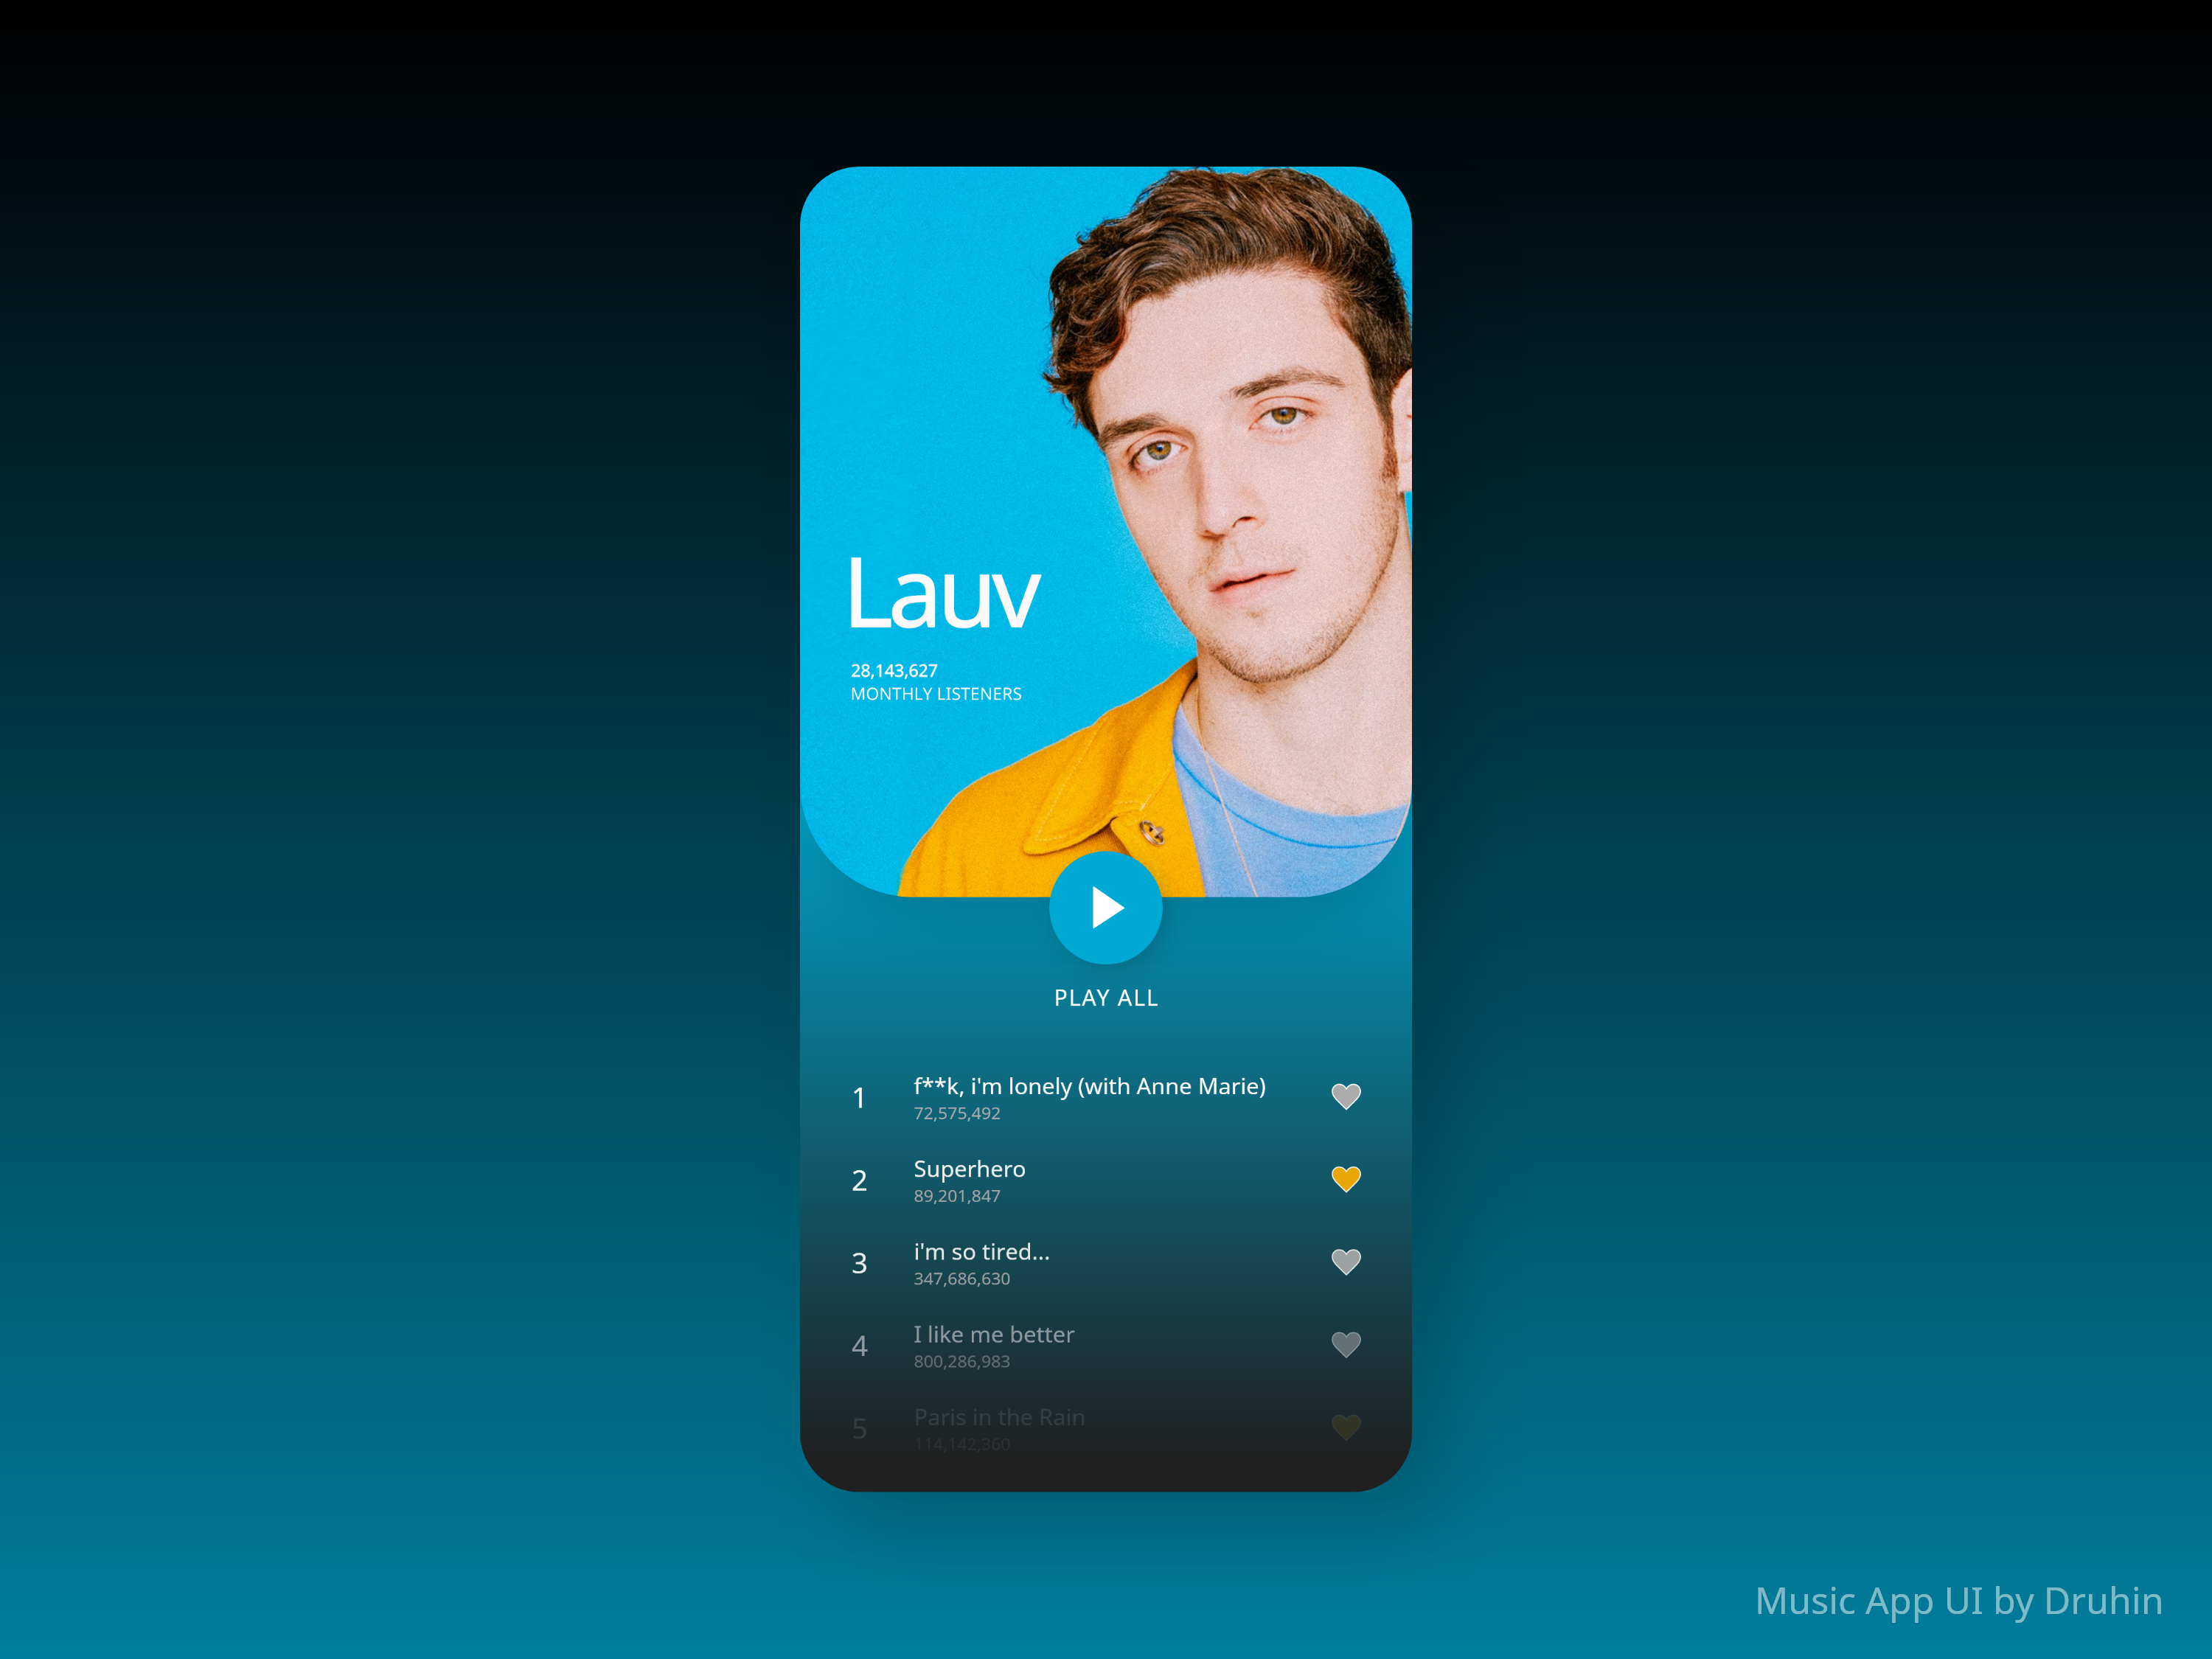 Lauv
28,143,627
MONTHLY LISTENERS
PLAY ALL
1
f**k, i'm lonely (with Anne Marie)
72,575,492
2
Superhero
89,201,847
3
i'm so tired...
347,686,630
4
I like me better
800,286,983
5
Paris in the Rain
114,142,360
Music App UI by Druhin